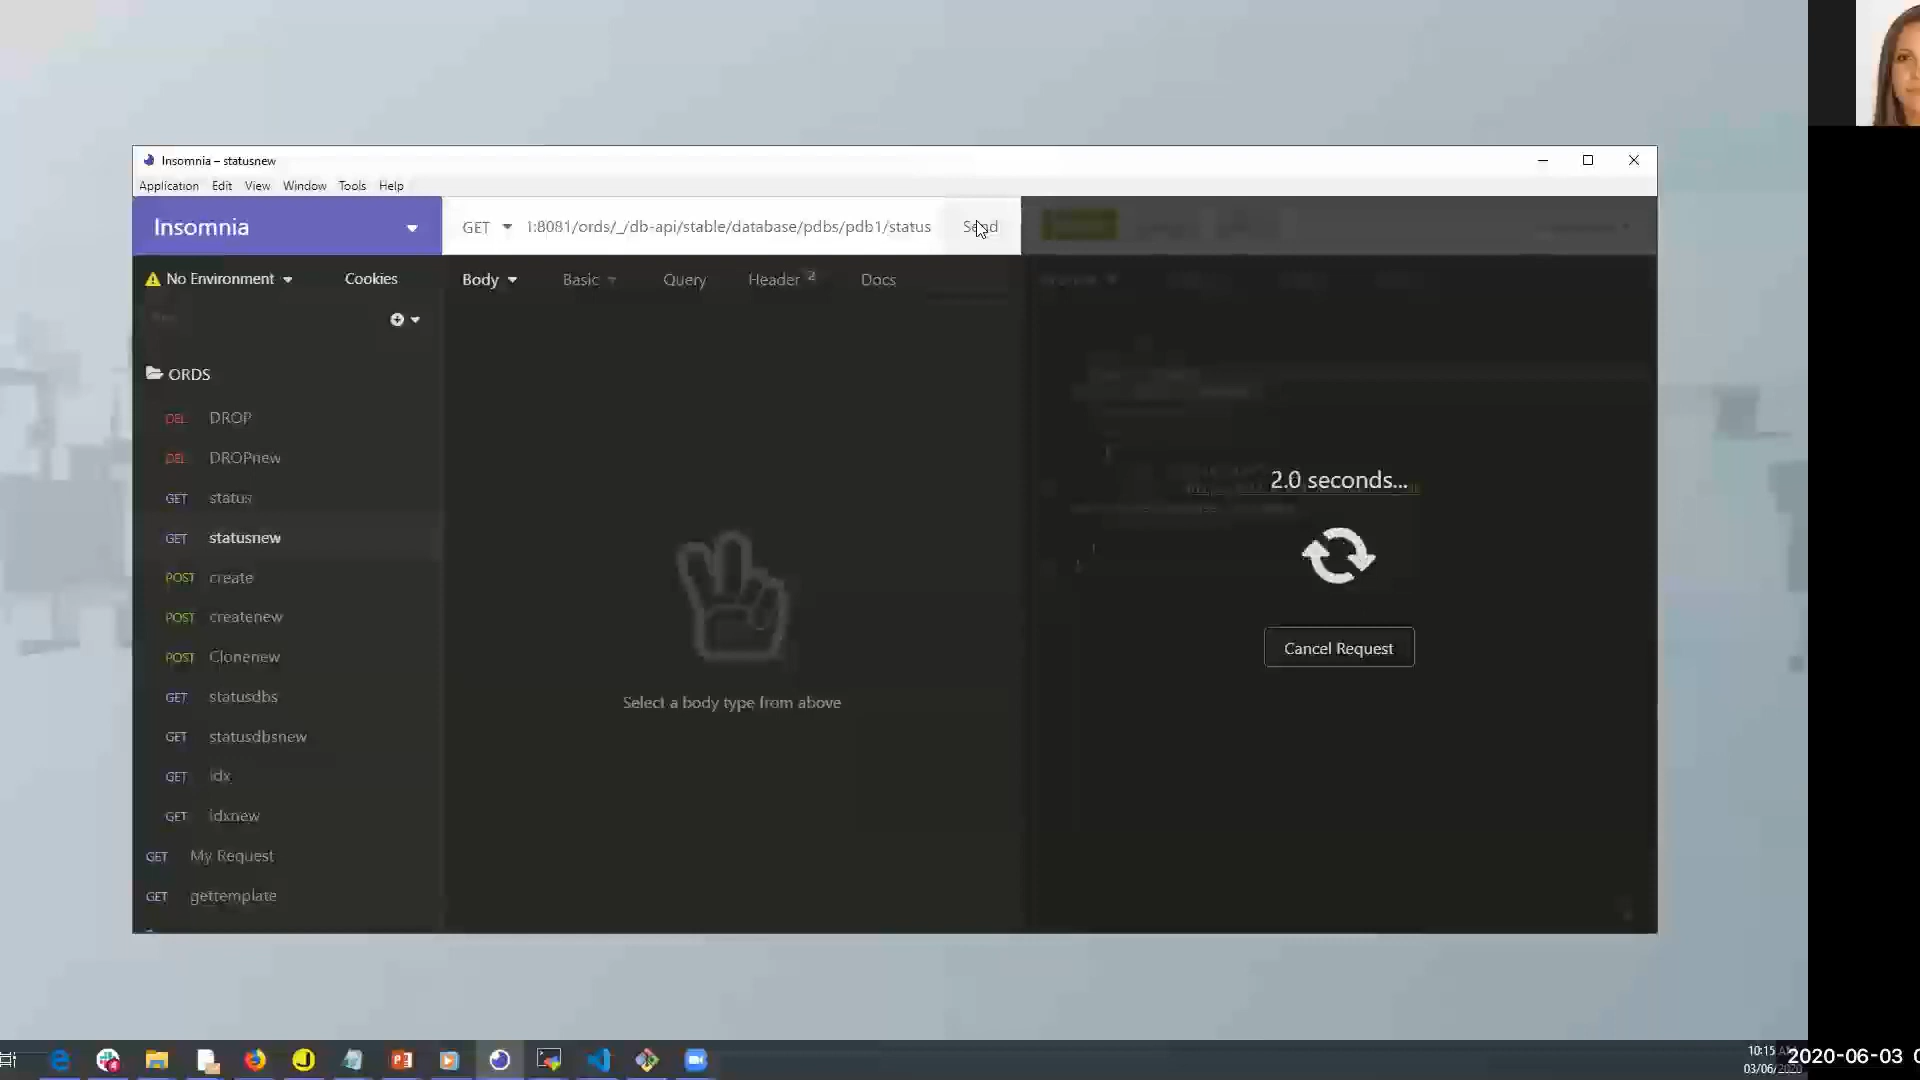 Insomnia – statusnew
Application Edit View Window Tools Help
Insomnia
GET 1:8081/ords/_/db-api/stable/database/pdbs/pdb1/status Send
No Environment Cookies
Body Basic Query Header 2 Docs
ORDS
DEL DROP
DEL DROPnew
GET status
GET statusnew
POST create
POST createnew
POST Clonenew
GET statusdbs
GET statusdbsnew
GET idx
GET idxnew
GET My Request
GET gettemplate
Select a body type from above
2.0 seconds...
Cancel Request
10:15
03/06/2020
2020-06-03